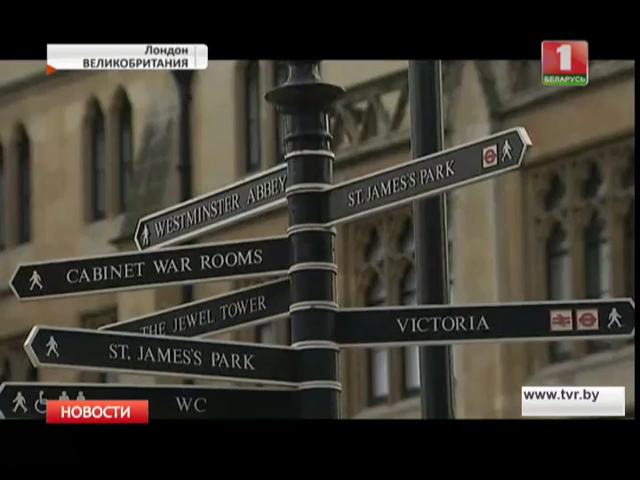 Лондон
ВЕЛИКОБРИТАНИЯ
1
БЕЛАРУСЬ
WESTMINSTER ABBEY
ST. JAMES'S PARK
CABINET WAR ROOMS
THE JEWEL TOWER
VICTORIA
ST. JAMES'S PARK
WC
НОВОСТИ
www.tvr.by